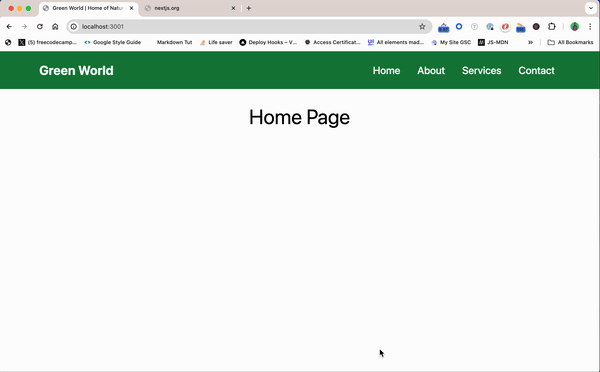 Green World | Home of Natur
nextjs.org
localhost:3001
(5) freecodecamp...
Google Style Guide
Markdown Tut
Life saver
Deploy Hooks – V...
Access Certificat...
All elements mad...
My Site GSC
JS-MDN
All Bookmarks
Green World
Home
About
Services
Contact
Home Page